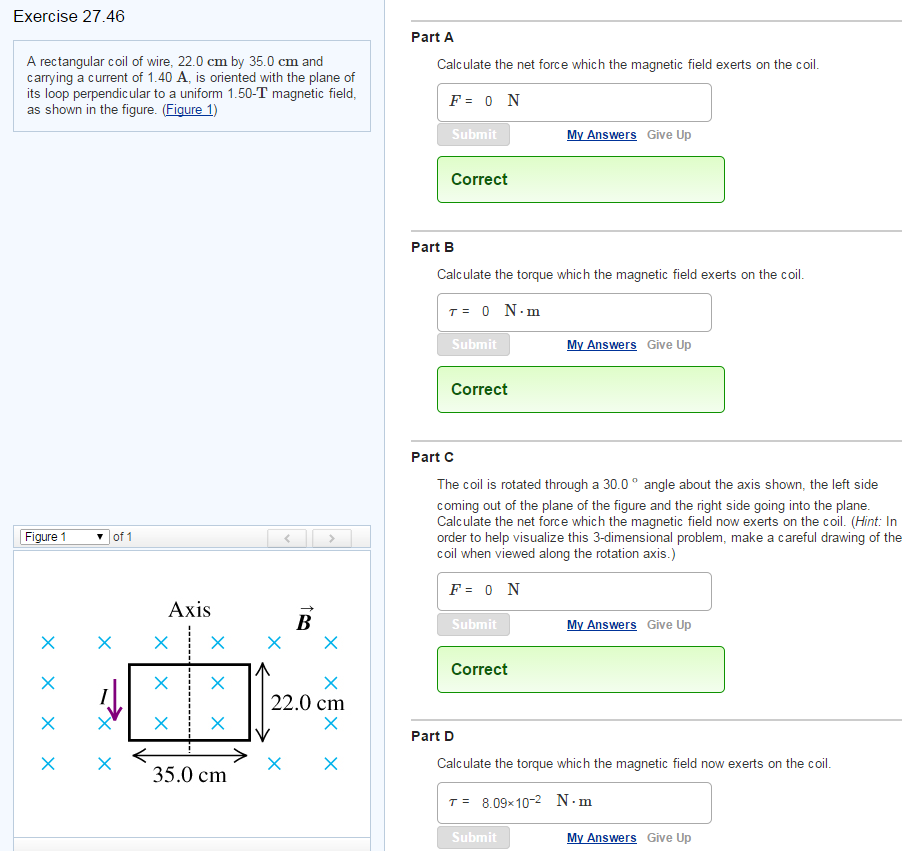 Exercise 27.46
A rectangular coil of wire, 22.0 cm by 35.0 cm and
carrying a current of 1.40 A, is oriented with the plane of
its loop perpendicular to a uniform 1.50-T magnetic field,
as shown in the figure. (Figure 1)
Figure 1 ▼ of 1
< >
Axis
B⃗
I
22.0 cm
35.0 cm
Part A
Calculate the net force which the magnetic field exerts on the coil.
F = 0 N
Submit My Answers Give Up
Correct
Part B
Calculate the torque which the magnetic field exerts on the coil.
τ = 0 N·m
Submit My Answers Give Up
Correct
Part C
The coil is rotated through a 30.0 ° angle about the axis shown, the left side
coming out of the plane of the figure and the right side going into the plane.
Calculate the net force which the magnetic field now exerts on the coil. (Hint: In
order to help visualize this 3-dimensional problem, make a careful drawing of the
coil when viewed along the rotation axis.)
F = 0 N
Submit My Answers Give Up
Correct
Part D
Calculate the torque which the magnetic field now exerts on the coil.
τ = 8.09×10⁻² N·m
Submit My Answers Give Up